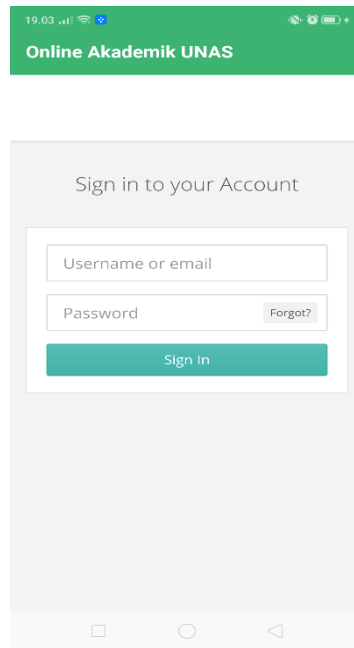 19.03
Online Akademik UNAS
Sign in to your Account
Username or email
Password
Forgot?
Sign In